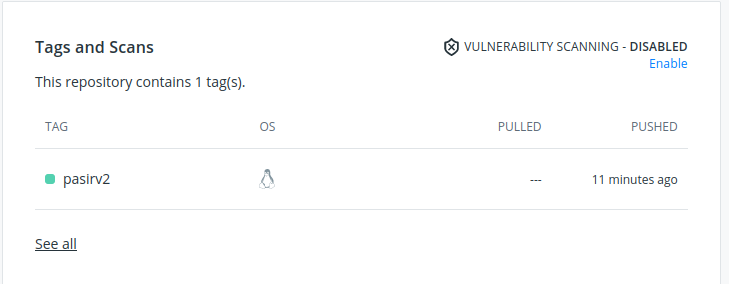 Tags and Scans
VULNERABILITY SCANNING - DISABLED
Enable
This repository contains 1 tag(s).
TAG OS PULLED PUSHED
pasirv2 --- 11 minutes ago
See all